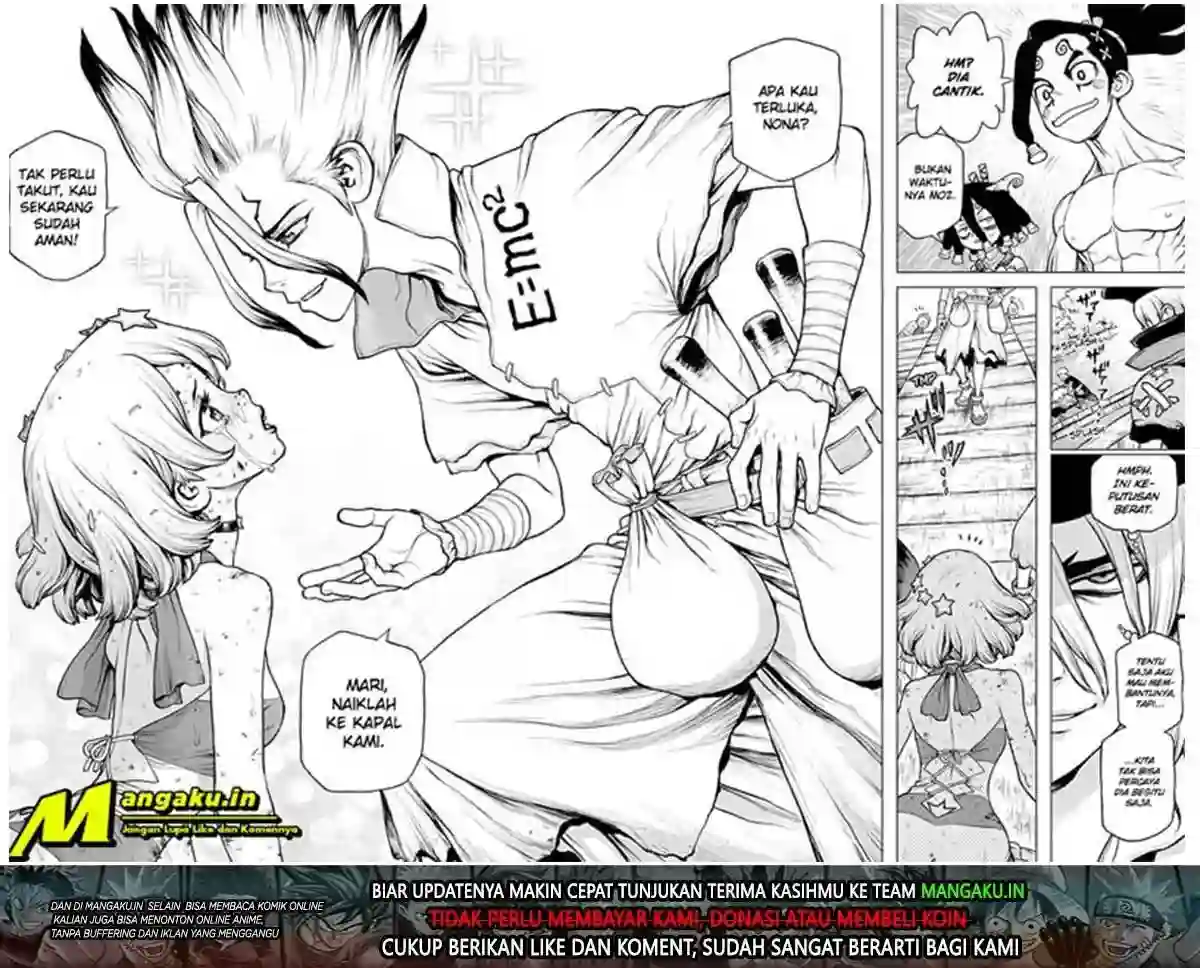 HM?
DIA
CANTIK.
BUKAN
WAKTU-
NYA MOZ.
SPLASH
SPLASH
TMP
HMPH.
INI KE-
PUTUSAN
BERAT.
TENTU
SAJA AKU
MAU MEM-
BANTUNYA,
TAPI...
...KITA
TAK BISA
PERCAYA
DIA BEGITU
SAJA.
APA KAU
TERLUKA,
NONA?
E=mc²
TAK PERLU
TAKUT, KAU
SEKARANG
SUDAH
AMAN!
MARI,
NAIKLAH
KE KAPAL
KAMI.
Mangaku.in
Jangan Lupa Like dan Komennya
DAN DI MANGAKU.IN SELAIN BISA MEMBACA KOMIK ONLINE
KALIAN JUGA BISA MENONTON ONLINE ANIME,
TANPA BUFFERING DAN IKLAN YANG MENGGANGU
BIAR UPDATENYA MAKIN CEPAT TUNJUKAN TERIMA KASIHMU KE TEAM MANGAKU.IN
TIDAK PERLU MEMBAYAR KAMI, DONASI ATAU MEMBELI KOIN
CUKUP BERIKAN LIKE DAN KOMENT, SUDAH SANGAT BERARTI BAGI KAMI